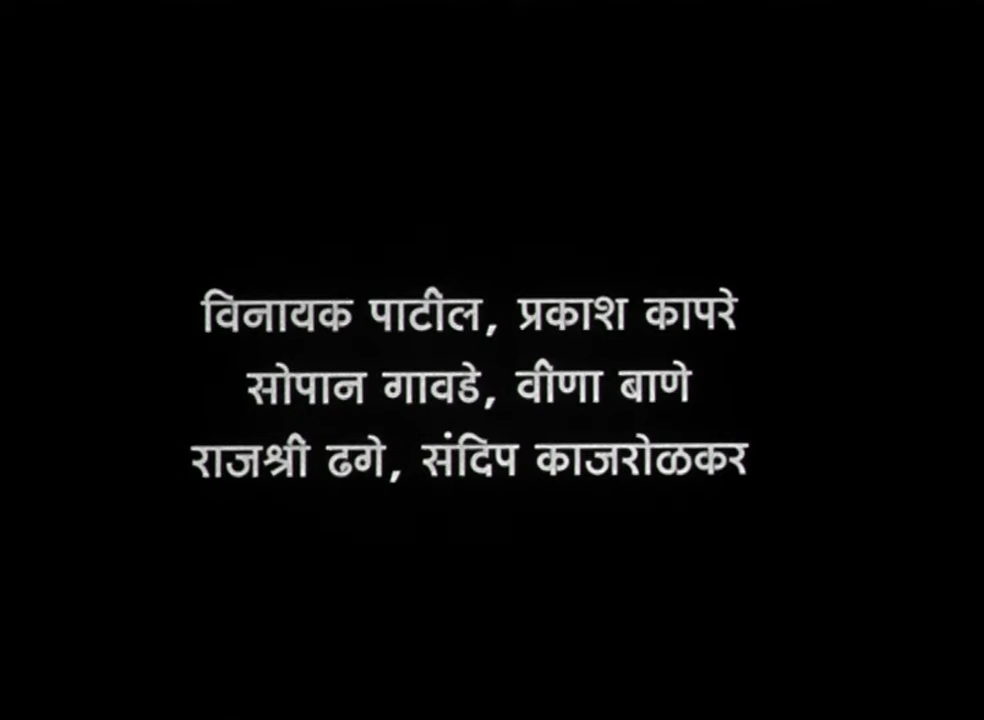 विनायक पाटील, प्रकाश कापरे
सोपान गावडे, वीणा बाणे
राजश्री ढगे, संदिप काजरोळकर